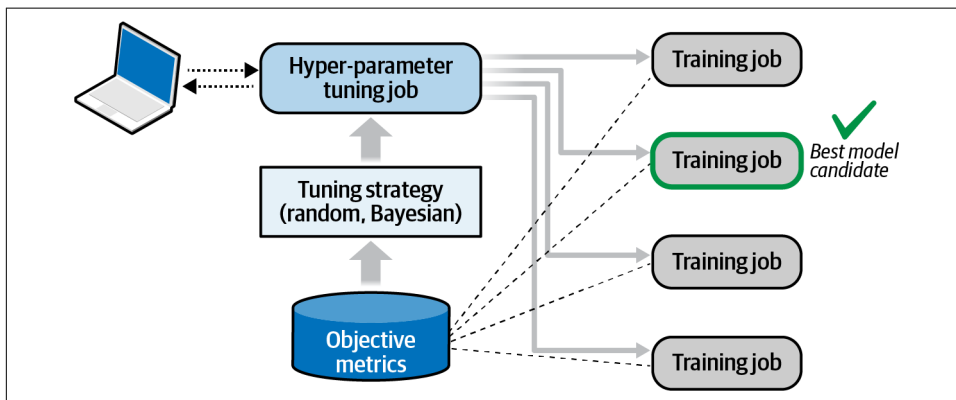 Hyper-parameter
tuning job
Tuning strategy
(random, Bayesian)
Objective
metrics
Training job
Training job
Best model
candidate
Training job
Training job